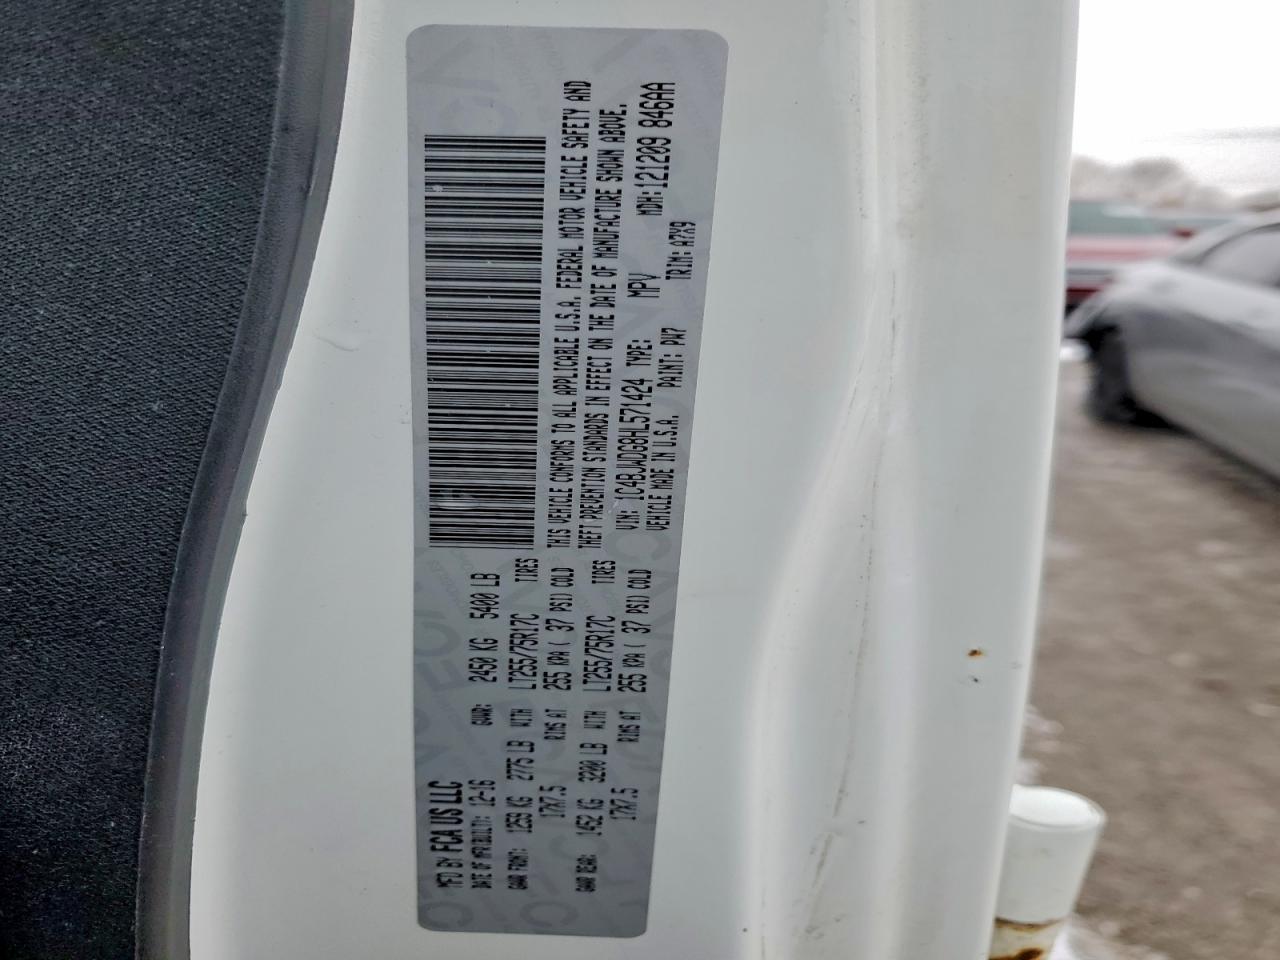 MFD BY FCA US LLC
DATE OF MFR(BUILT): 12-16 GVWR: 2450 KG 5400 LB
GAWR FRONT: 1259 KG 2775 LB WITH LT255/75R17C TIRES
17X7.5 RIMS AT 255 KPA ( 37 PSI) COLD
GAWR REAR: 1452 KG 3200 LB WITH LT255/75R17C TIRES
17X7.5 RIMS AT 255 KPA ( 37 PSI) COLD
THIS VEHICLE CONFORMS TO ALL APPLICABLE U.S.A. FEDERAL MOTOR VEHICLE SAFETY AND
THEFT PREVENTION STANDARDS IN EFFECT ON THE DATE OF MANUFACTURE SHOWN ABOVE.
VIN: 1C4BJWDG8HL571424 TYPE: MPV MDH:121209 846AA
VEHICLE MADE IN U.S.A. PAINT: PW7 TRIM: A7X9